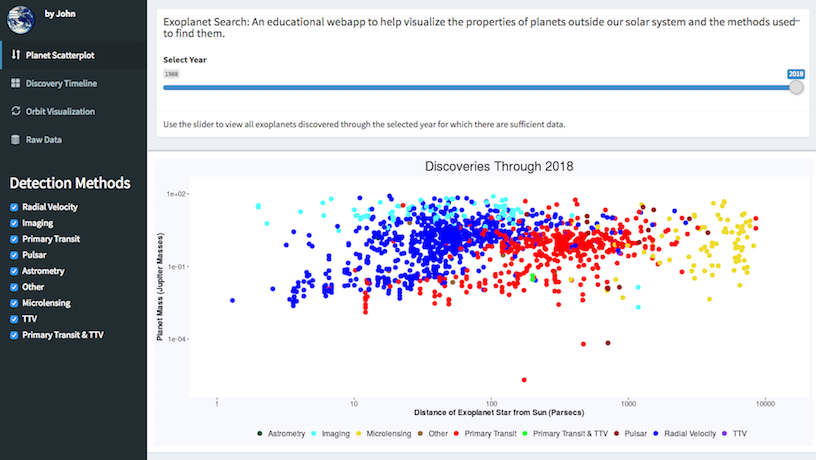 by John
Planet Scatterplot
Discovery Timeline
Orbit Visualization
Raw Data
Detection Methods
Radial Velocity
Imaging
Primary Transit
Pulsar
Astrometry
Other
Microlensing
TTV
Primary Transit & TTV
Exoplanet Search: An educational webapp to help visualize the properties of planets outside our solar system and the methods used
to find them.
Select Year
1988
2018
Use the slider to view all exoplanets discovered through the selected year for which there are sufficient data.
Discoveries Through 2018
Planet Mass (Jupiter Masses)
1e+02
1e-01
1e-04
1
10
100
1000
10000
Distance of Exoplanet Star from Sun (Parsecs)
Astrometry Imaging Microlensing Other Primary Transit Primary Transit & TTV Pulsar Radial Velocity TTV